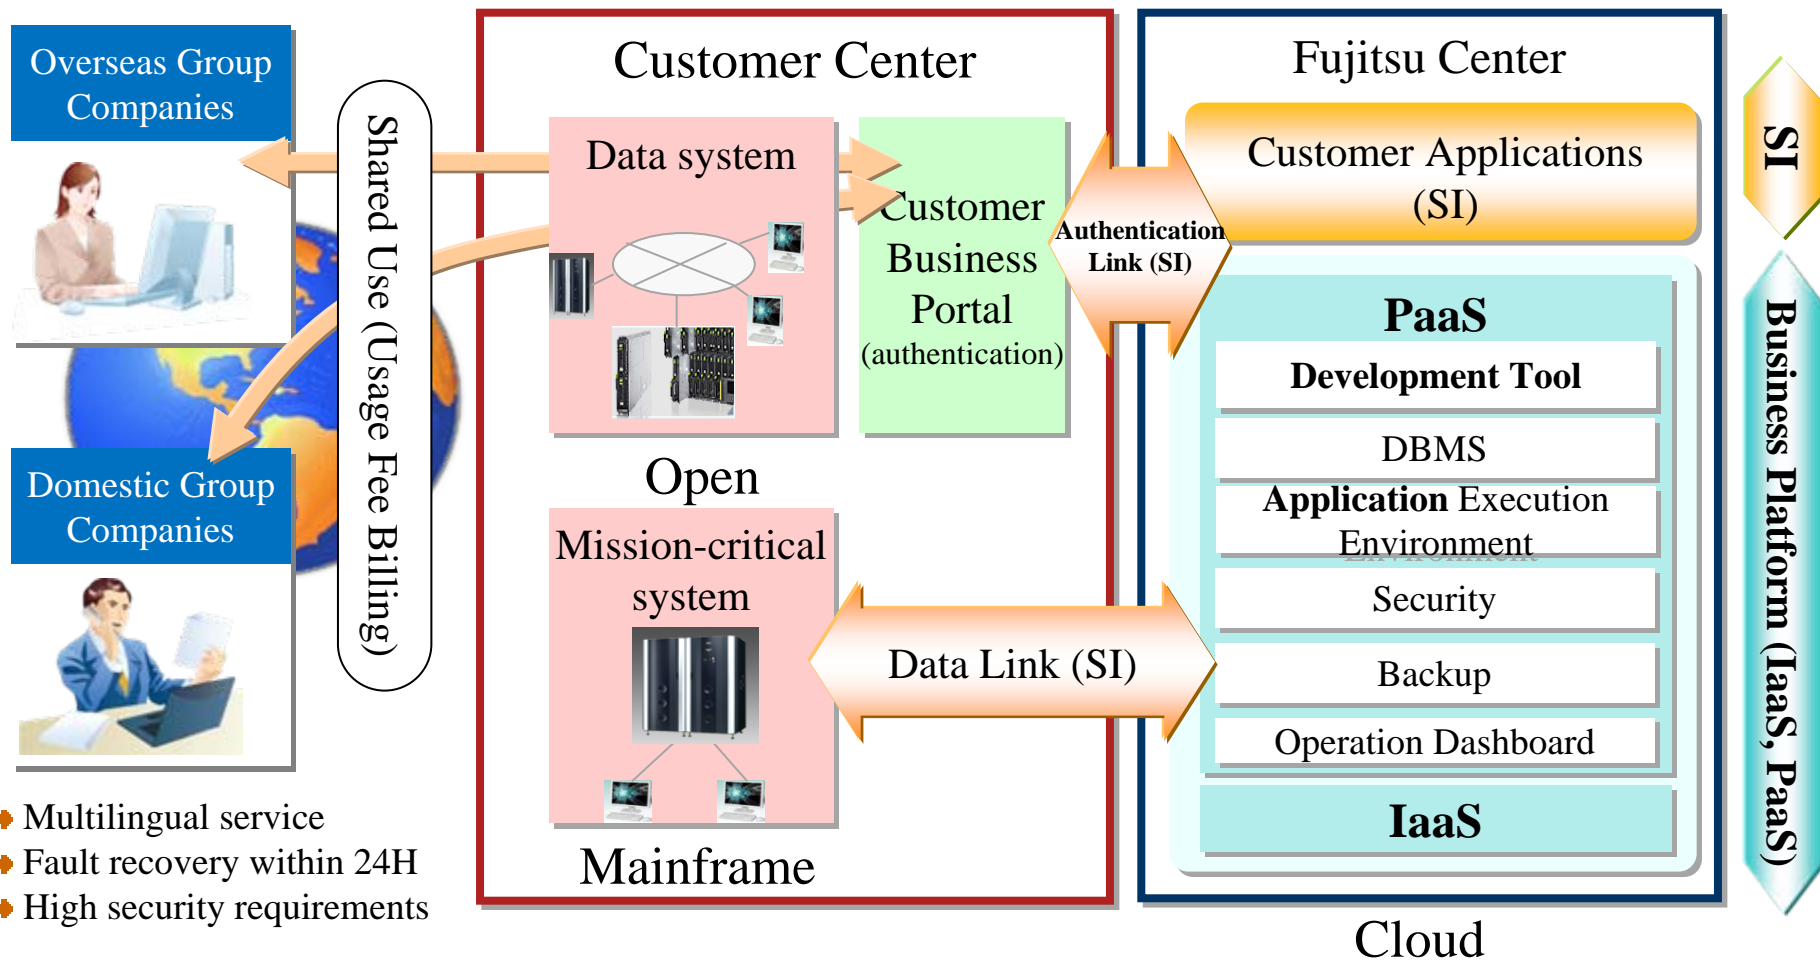 Overseas Group
Companies
Domestic Group
Companies
Multilingual service
Fault recovery within 24H
High security requirements
Shared Use (Usage Fee Billing)
Customer Center
Data system
Customer
Business
Portal
(authentication)
Open
Mission-critical
system
Mainframe
Authentication
Link (SI)
Data Link (SI)
Fujitsu Center
Customer Applications
(SI)
PaaS
Development Tool
DBMS
Application Execution
Environment
Security
Backup
Operation Dashboard
IaaS
Cloud
SI
Business Platform (IaaS, PaaS)